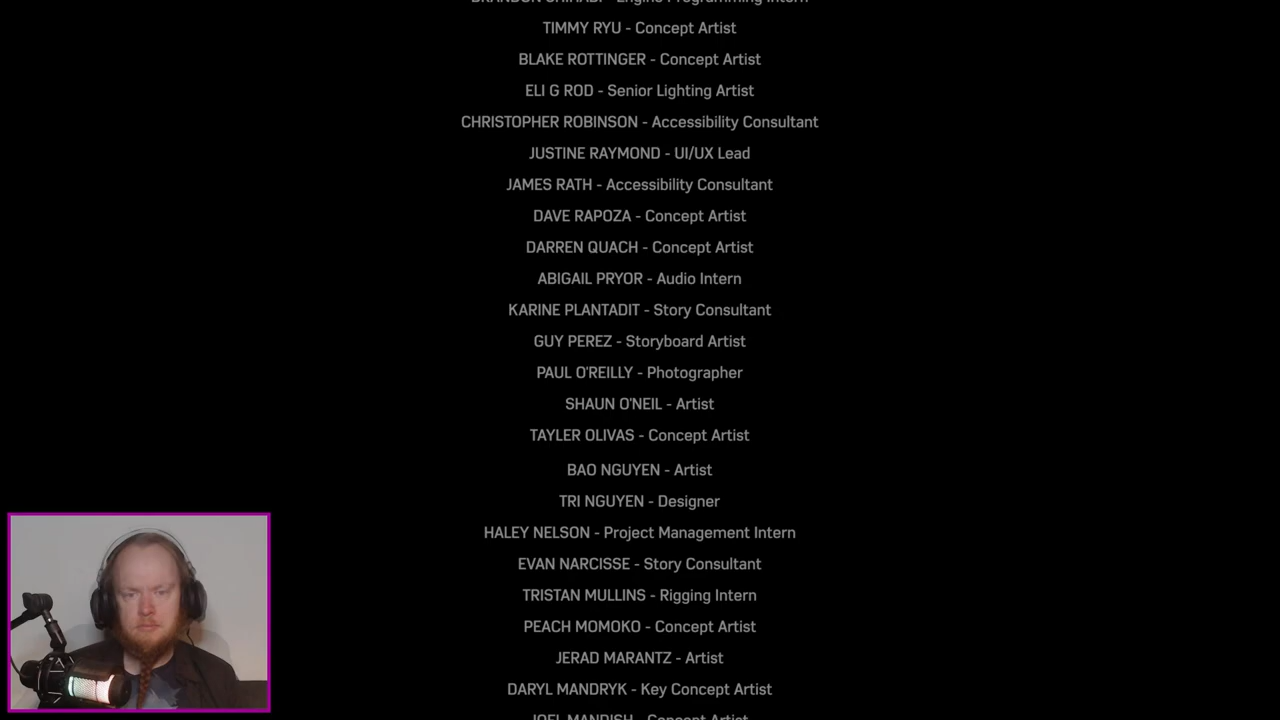 TIMMY RYU - Concept Artist
BLAKE ROTTINGER - Concept Artist
ELI G ROD - Senior Lighting Artist
CHRISTOPHER ROBINSON - Accessibility Consultant
JUSTINE RAYMOND - UI/UX Lead
JAMES RATH - Accessibility Consultant
DAVE RAPOZA - Concept Artist
DARREN QUACH - Concept Artist
ABIGAIL PRYOR - Audio Intern
KARINE PLANTADIT - Story Consultant
GUY PEREZ - Storyboard Artist
PAUL O'REILLY - Photographer
SHAUN O'NEIL - Artist
TAYLER OLIVAS - Concept Artist
BAO NGUYEN - Artist
TRI NGUYEN - Designer
HALEY NELSON - Project Management Intern
EVAN NARCISSE - Story Consultant
TRISTAN MULLINS - Rigging Intern
PEACH MOMOKO - Concept Artist
JERAD MARANTZ - Artist
DARYL MANDRYK - Key Concept Artist